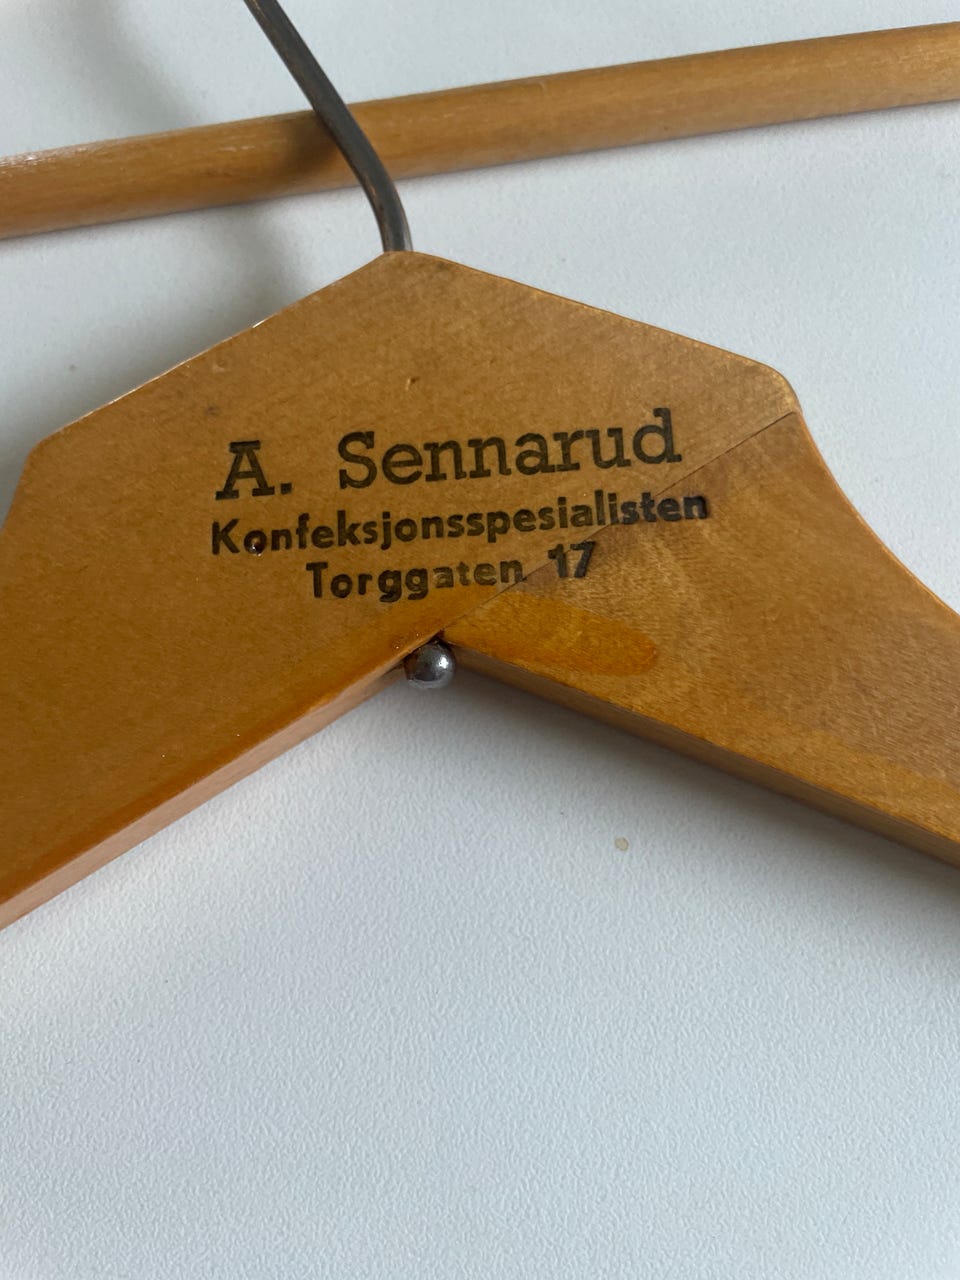 A. Sennarud
Konfeksjonsspesialisten
Torggaten 17